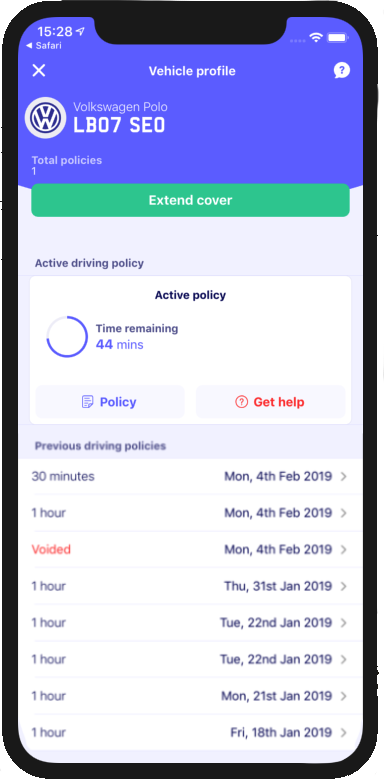 15:28
Safari
Vehicle profile
Volkswagen Polo
LB07 SEO
Total policies
1
Extend cover
Active driving policy
Active policy
Time remaining
44 mins
Policy
Get help
Previous driving policies
30 minutes Mon, 4th Feb 2019
1 hour Mon, 4th Feb 2019
Voided Mon, 4th Feb 2019
1 hour Thu, 31st Jan 2019
1 hour Tue, 22nd Jan 2019
1 hour Tue, 22nd Jan 2019
1 hour Mon, 21st Jan 2019
1 hour Fri, 18th Jan 2019